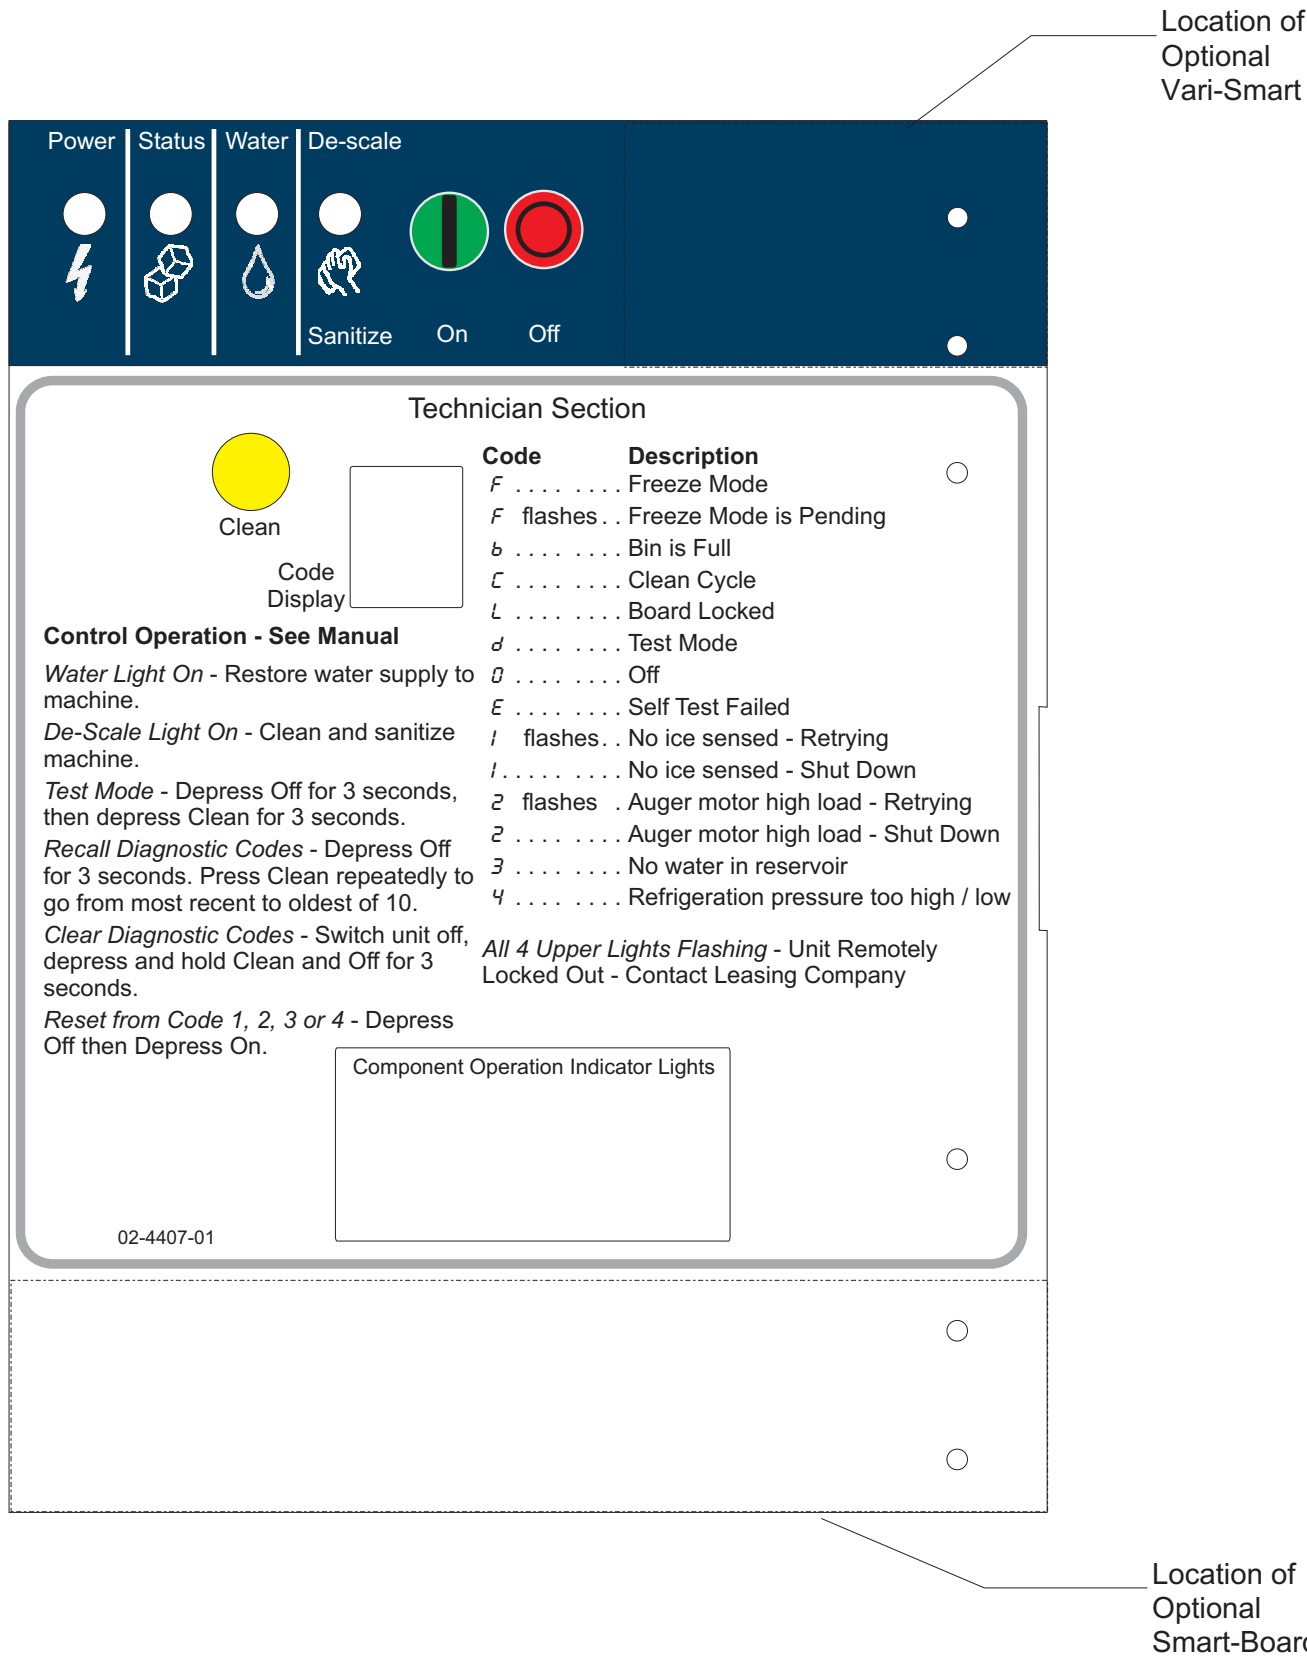 Location of
Optional
Vari-Smart
Power Status Water De-scale
Sanitize On Off
Technician Section
Clean
Code
Display
Control Operation - See Manual
Water Light On - Restore water supply to
machine.
De-Scale Light On - Clean and sanitize
machine.
Test Mode - Depress Off for 3 seconds,
then depress Clean for 3 seconds.
Recall Diagnostic Codes - Depress Off
for 3 seconds. Press Clean repeatedly to
go from most recent to oldest of 10.
Clear Diagnostic Codes - Switch unit off,
depress and hold Clean and Off for 3
seconds.
Reset from Code 1, 2, 3 or 4 - Depress
Off then Depress On.
Code Description
F . . . . . . . . . Freeze Mode
F flashes . . Freeze Mode is Pending
b . . . . . . . . . Bin is Full
C . . . . . . . . . Clean Cycle
L . . . . . . . . . Board Locked
d . . . . . . . . . Test Mode
0 . . . . . . . . . Off
E . . . . . . . . . Self Test Failed
1 flashes . . No ice sensed - Retrying
1 . . . . . . . . . . No ice sensed - Shut Down
2 flashes . Auger motor high load - Retrying
2 . . . . . . . . . Auger motor high load - Shut Down
3 . . . . . . . . . No water in reservoir
4 . . . . . . . . . Refrigeration pressure too high / low
All 4 Upper Lights Flashing - Unit Remotely
Locked Out - Contact Leasing Company
Component Operation Indicator Lights
02-4407-01
Location of
Optional
Smart-Board